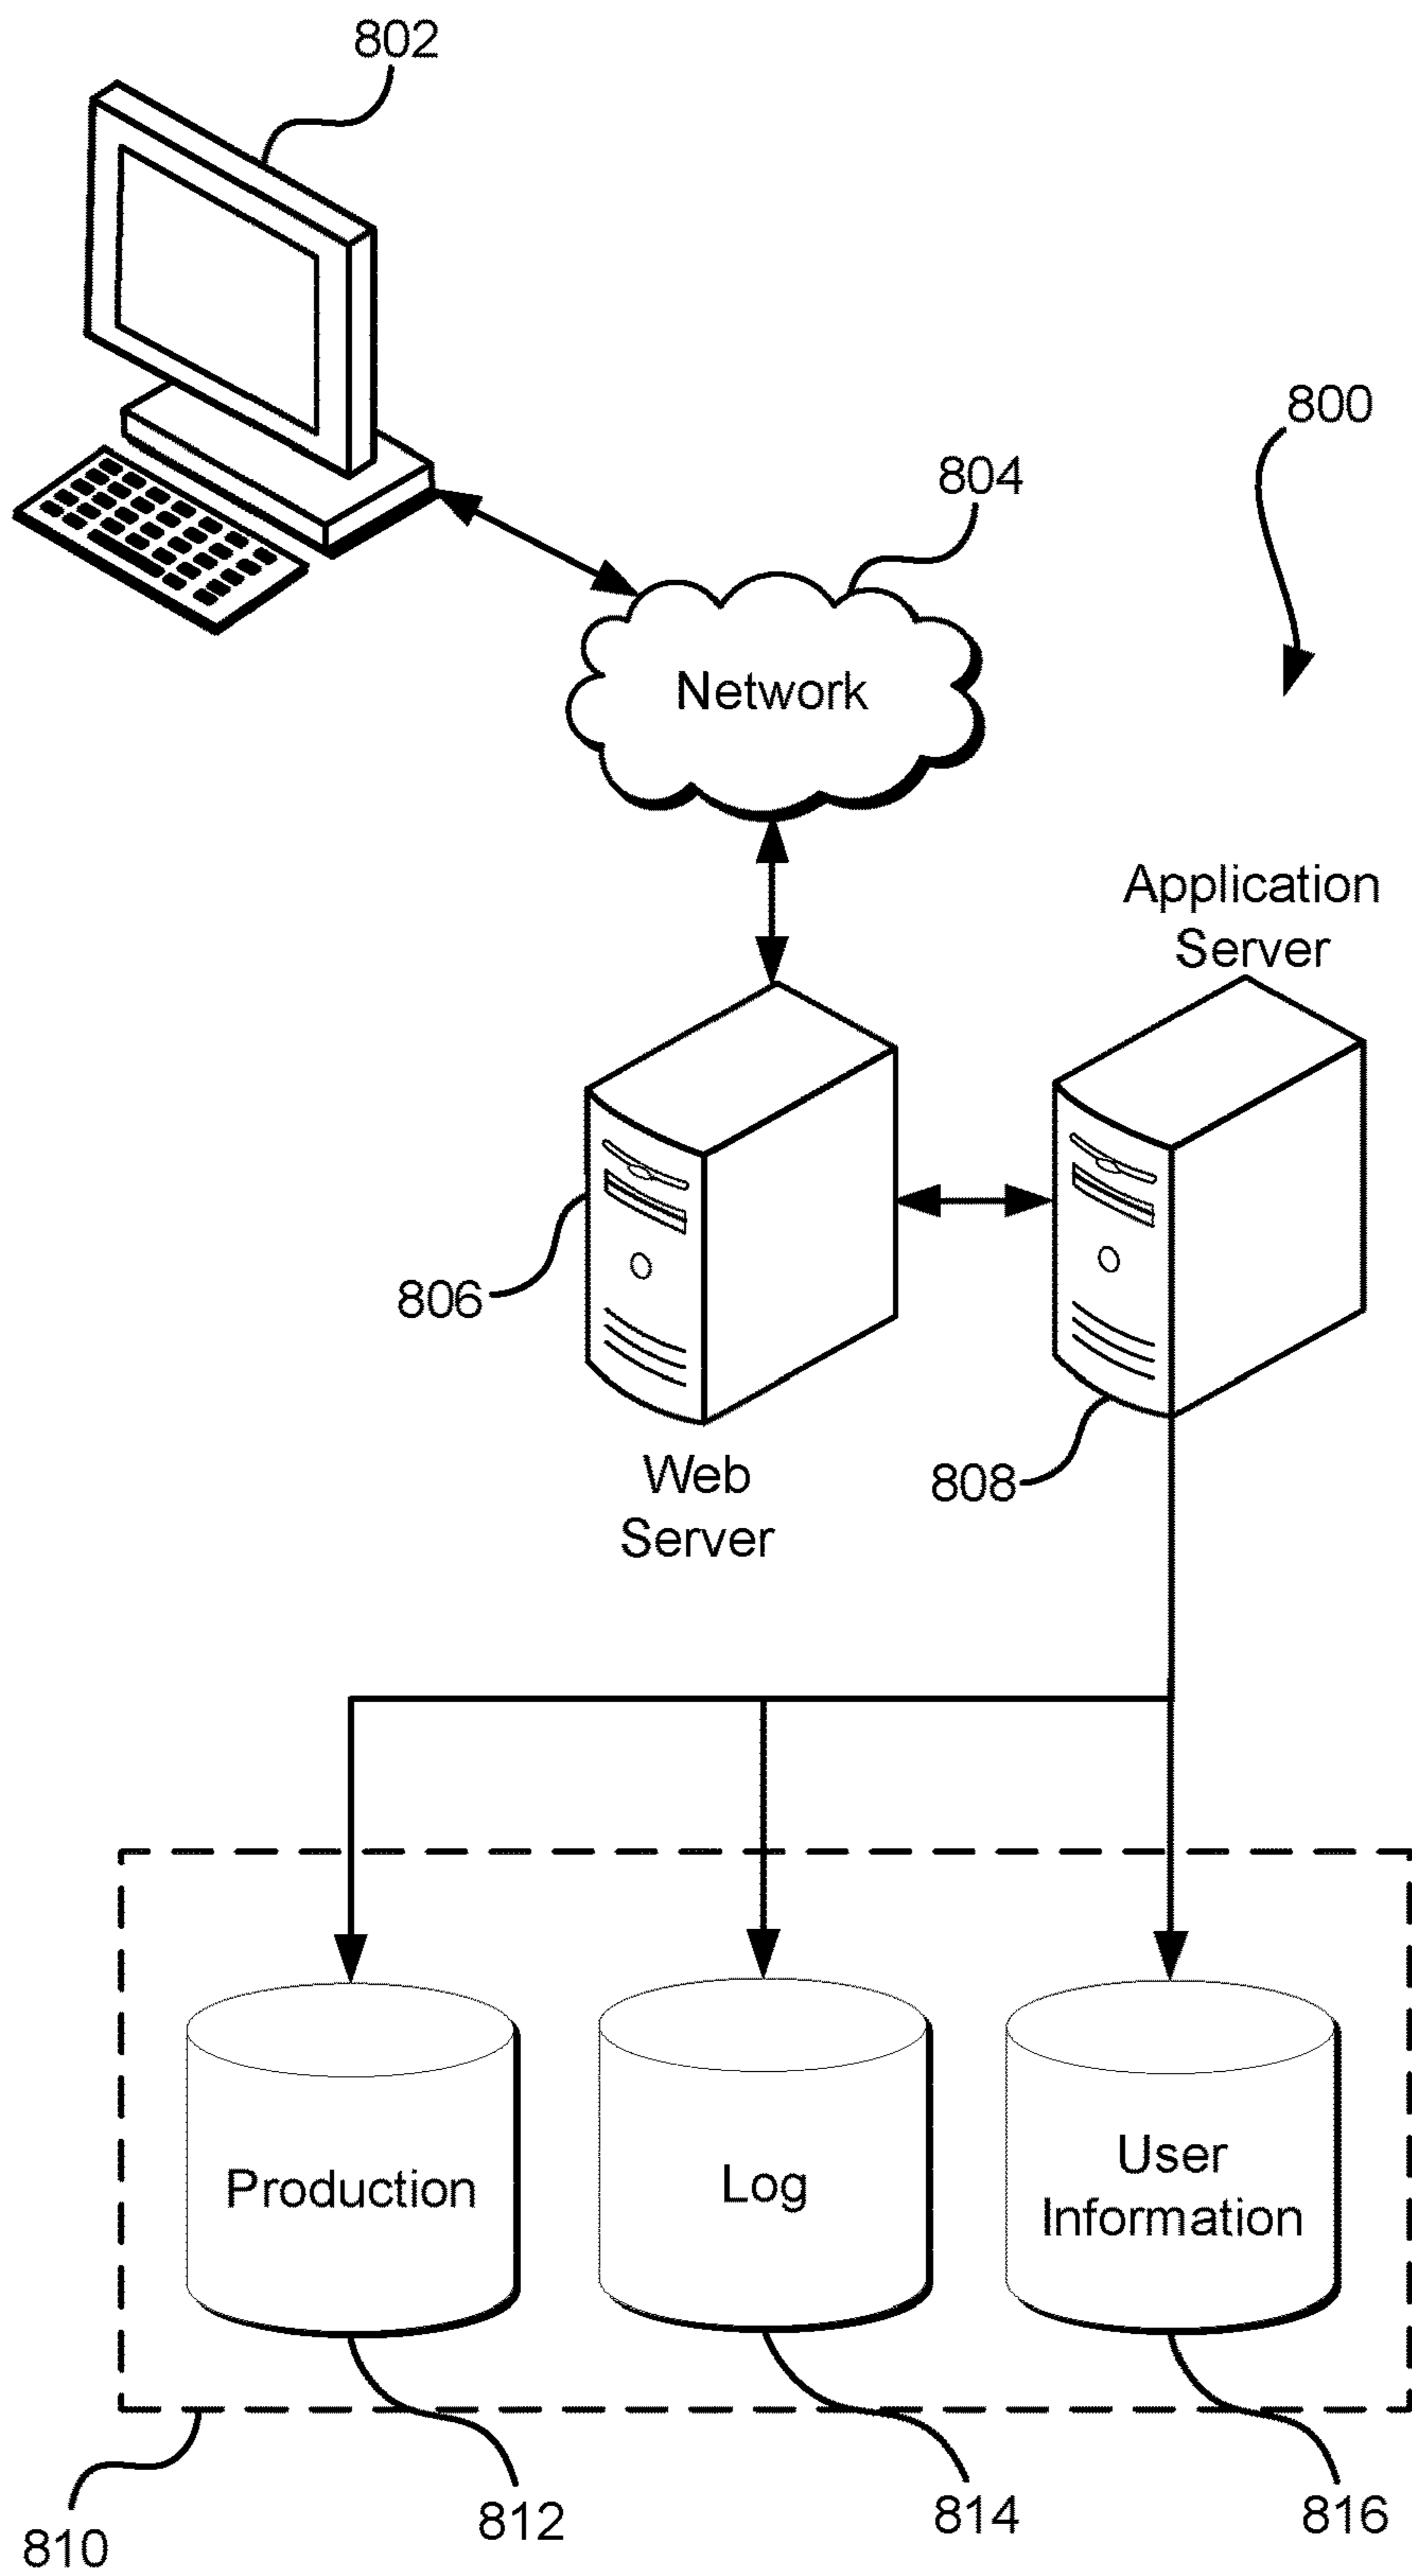 802
800
804
Network
Application
Server
806
808
Web
Server
Production
Log
User
Information
810
812
814
816